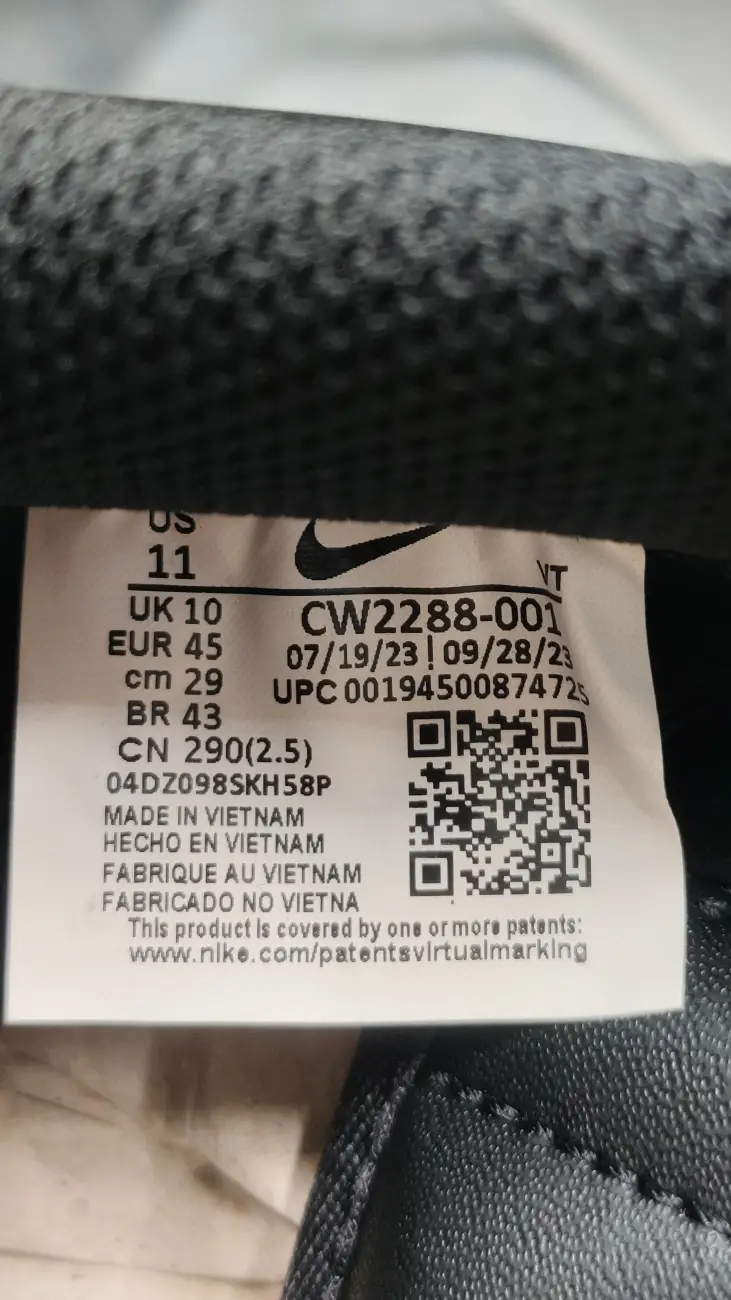 US
11
UK 10
EUR 45
cm 29
BR 43
CN 290(2.5)
04DZ098SKH58P
MADE IN VIETNAM
HECHO EN VIETNAM
FABRIQUE AU VIETNAM
FABRICADO NO VIETNA
VT
CW2288-001
07/19/23 | 09/28/23
UPC 00194500874725
This product is covered by one or more patents:
www.nike.com/patentsvirtualmarking